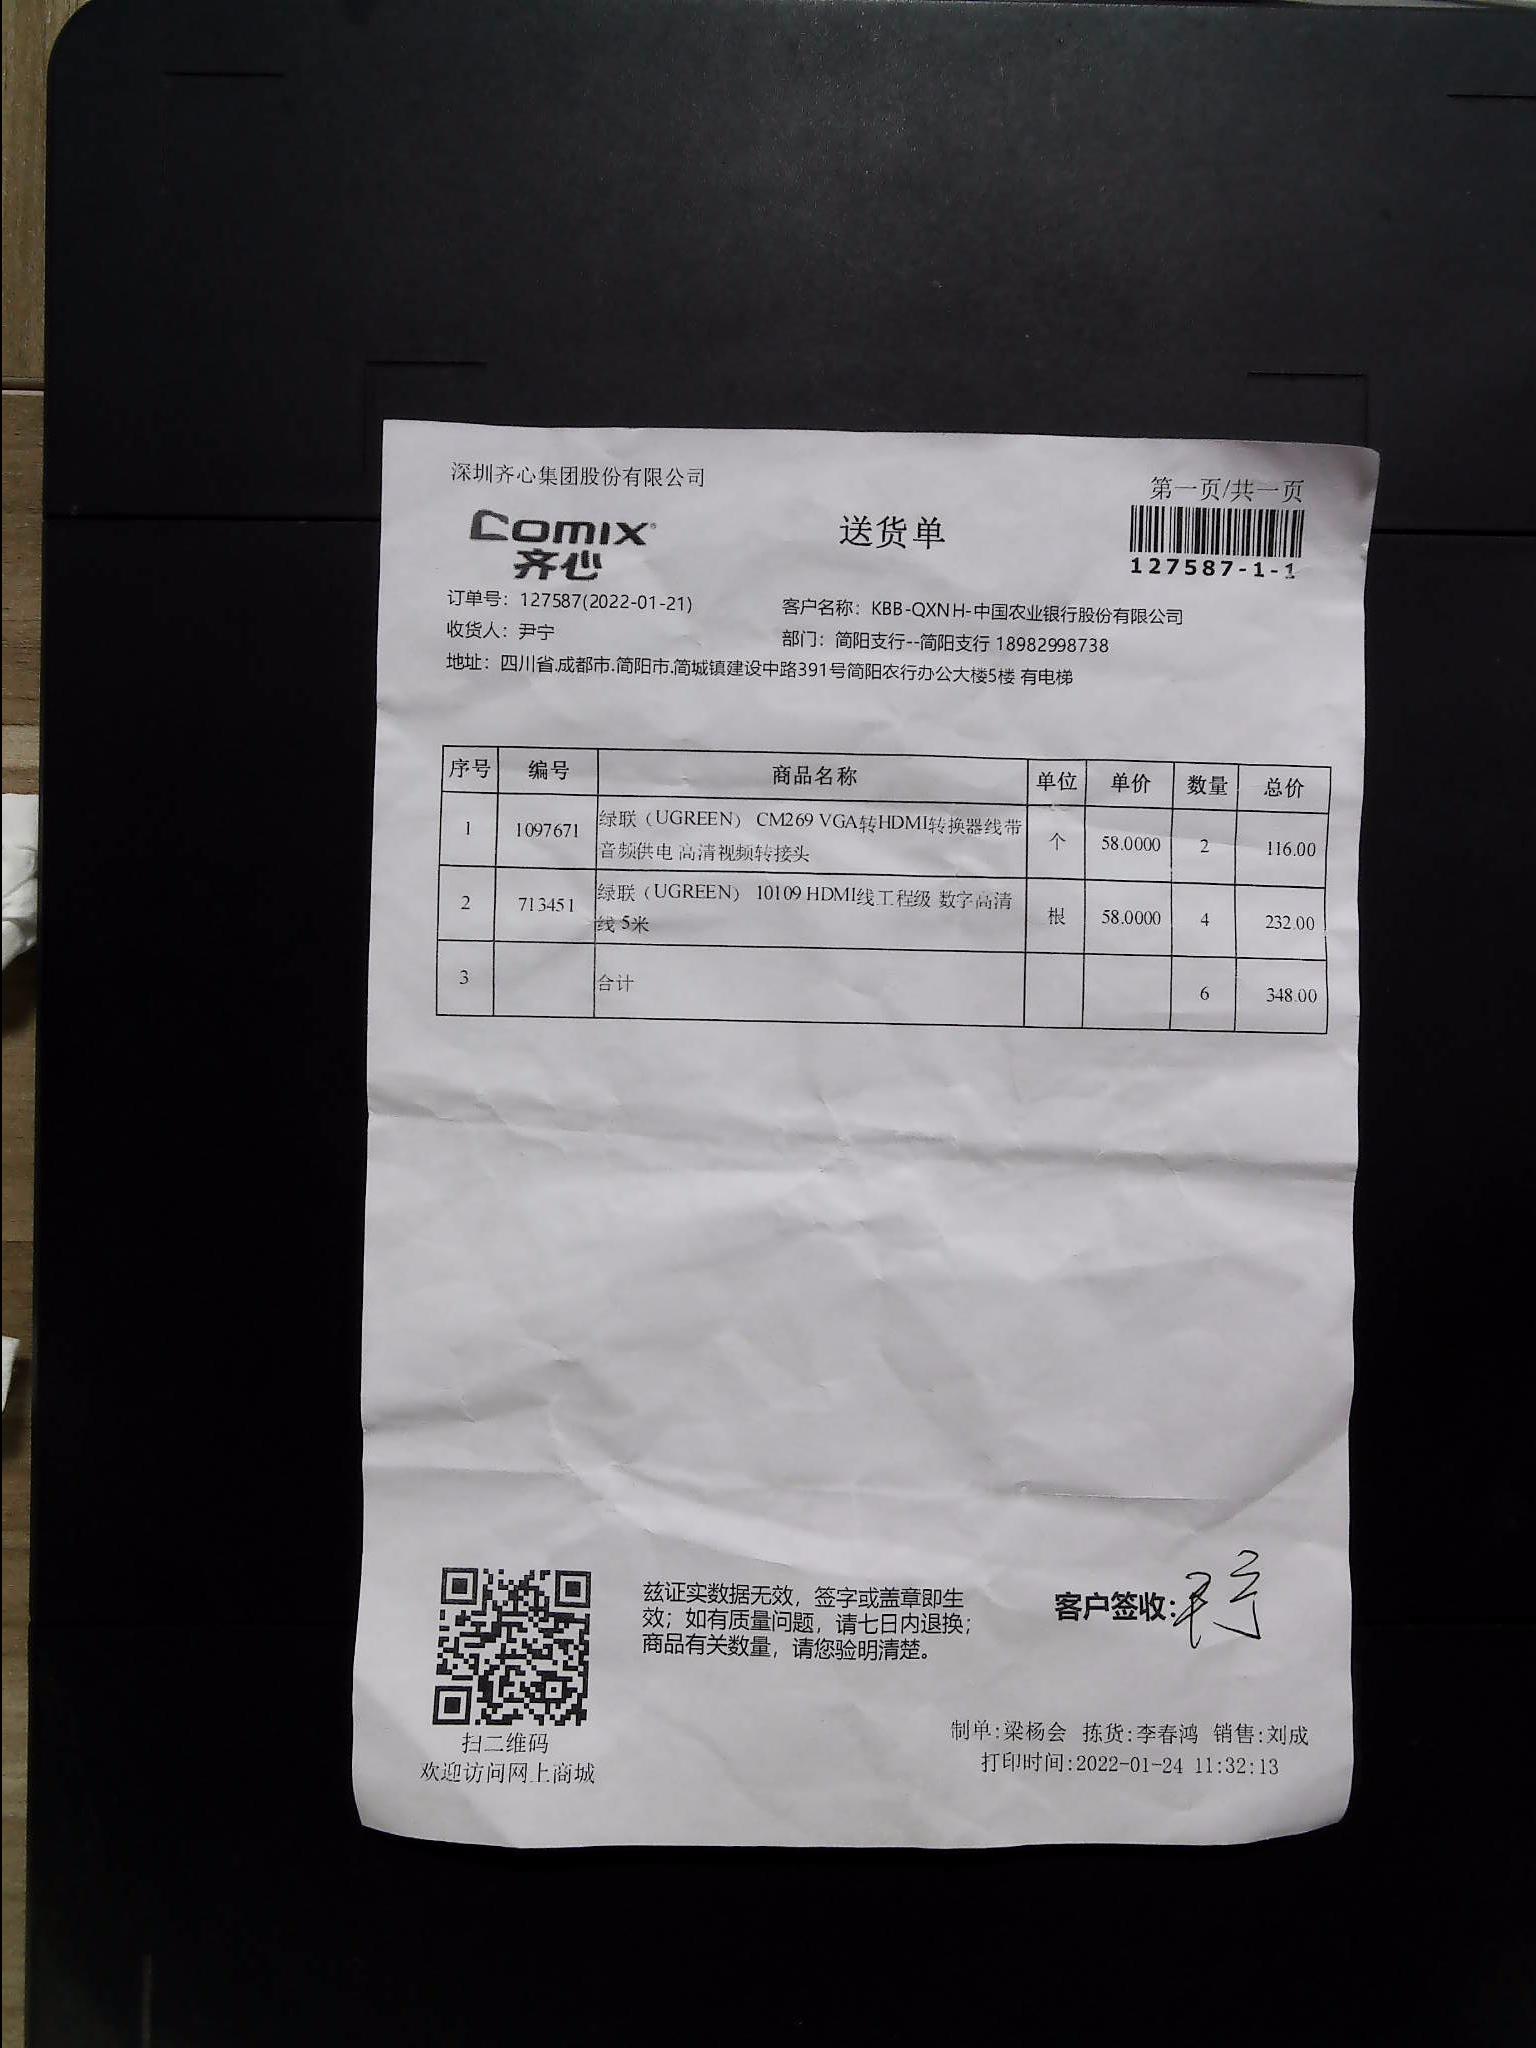 深圳齐心集团股份有限公司
第一页/共一页
COMIX®
齐心
送货单
127587-1-1
订单号：127587(2022-01-21)
客户名称：KBB-QXNH-中国农业银行股份有限公司
收货人：尹宁
部门：简阳支行--简阳支行 18982998738
地址：四川省.成都市.简阳市.简城镇建设中路391号简阳农行办公大楼5楼 有电梯
序号 编号 商品名称 单位 单价 数量 总价
1 1097671 绿联（UGREEN） CM269 VGA转HDMI转换器线带 个 58.0000 2 116.00
音频供电 高清视频转接头
2 713451 绿联（UGREEN） 10109 HDMI线工程级 数字高清 根 58.0000 4 232.00
线 5米
3 合计 6 348.00
兹证实数据无效，签字或盖章即生
效；如有质量问题，请七日内退换；
商品有关数量，请您验明清楚。
客户签收:
扫二维码
欢迎访问网上商城
制单:梁杨会 拣货:李春鸿 销售:刘成
打印时间:2022-01-24 11:32:13